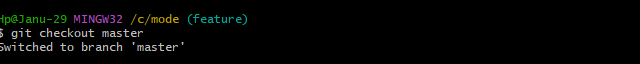 Hp@Janu-29 MINGW32 /c/mode (feature)
$ git checkout master
Switched to branch 'master'